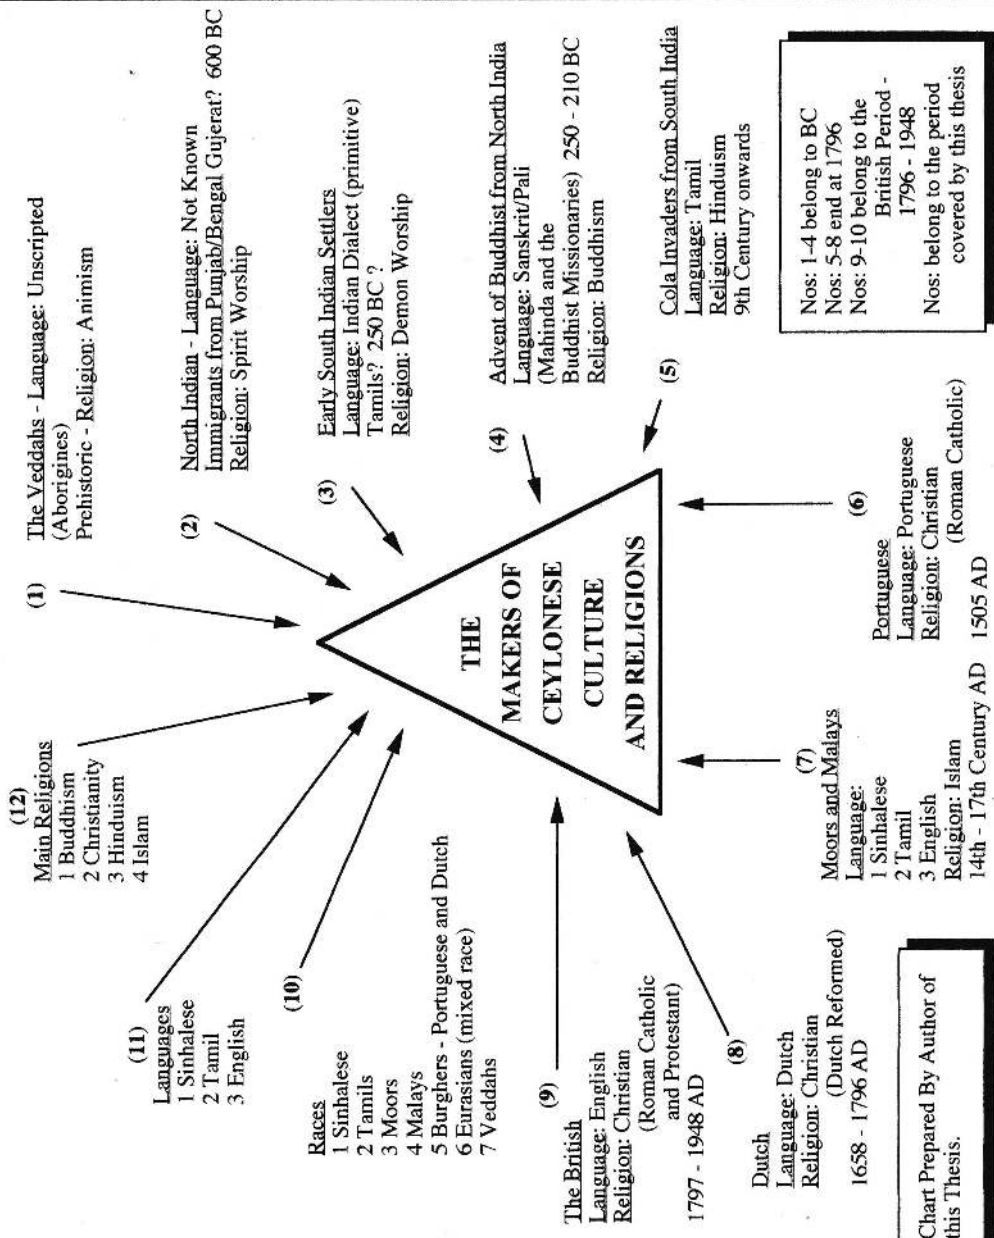 (1)
The Veddahs - Language: Unscripted
(Aborigines)
Prehistoric - Religion: Animism
(2)
North Indian - Language: Not Known
Immigrants from Punjab/Bengal Gujerat? 600 BC
Religion: Spirit Worship
(3)
Early South Indian Settlers
Language: Indian Dialect (primitive)
Tamils? 250 BC ?
Religion: Demon Worship
(4)
Advent of Buddhist from North India
Language: Sanskrit/Pali
(Mahinda and the
Buddhist Missionaries) 250 - 210 BC
Religion: Buddhism
(5)
Cola Invaders from South India
Language: Tamil
Religion: Hinduism
9th Century onwards
(6)
Portuguese
Language: Portuguese
Religion: Christian
(Roman Catholic)
1505 AD
(7)
Moors and Malays
Language:
1 Sinhalese
2 Tamil
3 English
Religion: Islam
14th - 17th Century AD
(8)
Dutch
Language: Dutch
Religion: Christian
(Dutch Reformed)
1658 - 1796 AD
(9)
The British
Language: English
Religion: Christian
(Roman Catholic
and Protestant)
1797 - 1948 AD
(10)
Races
1 Sinhalese
2 Tamils
3 Moors
4 Malays
5 Burghers - Portuguese and Dutch
6 Eurasians (mixed race)
7 Veddahs
(11)
Languages
1 Sinhalese
2 Tamil
3 English
(12)
Main Religions
1 Buddhism
2 Christianity
3 Hinduism
4 Islam
THE
MAKERS OF
CEYLONESE
CULTURE
AND RELIGIONS
Chart Prepared By Author of
this Thesis.
Nos: 1-4 belong to BC
Nos: 5-8 end at 1796
Nos: 9-10 belong to the
British Period -
1796 - 1948
Nos: belong to the period
covered by this thesis